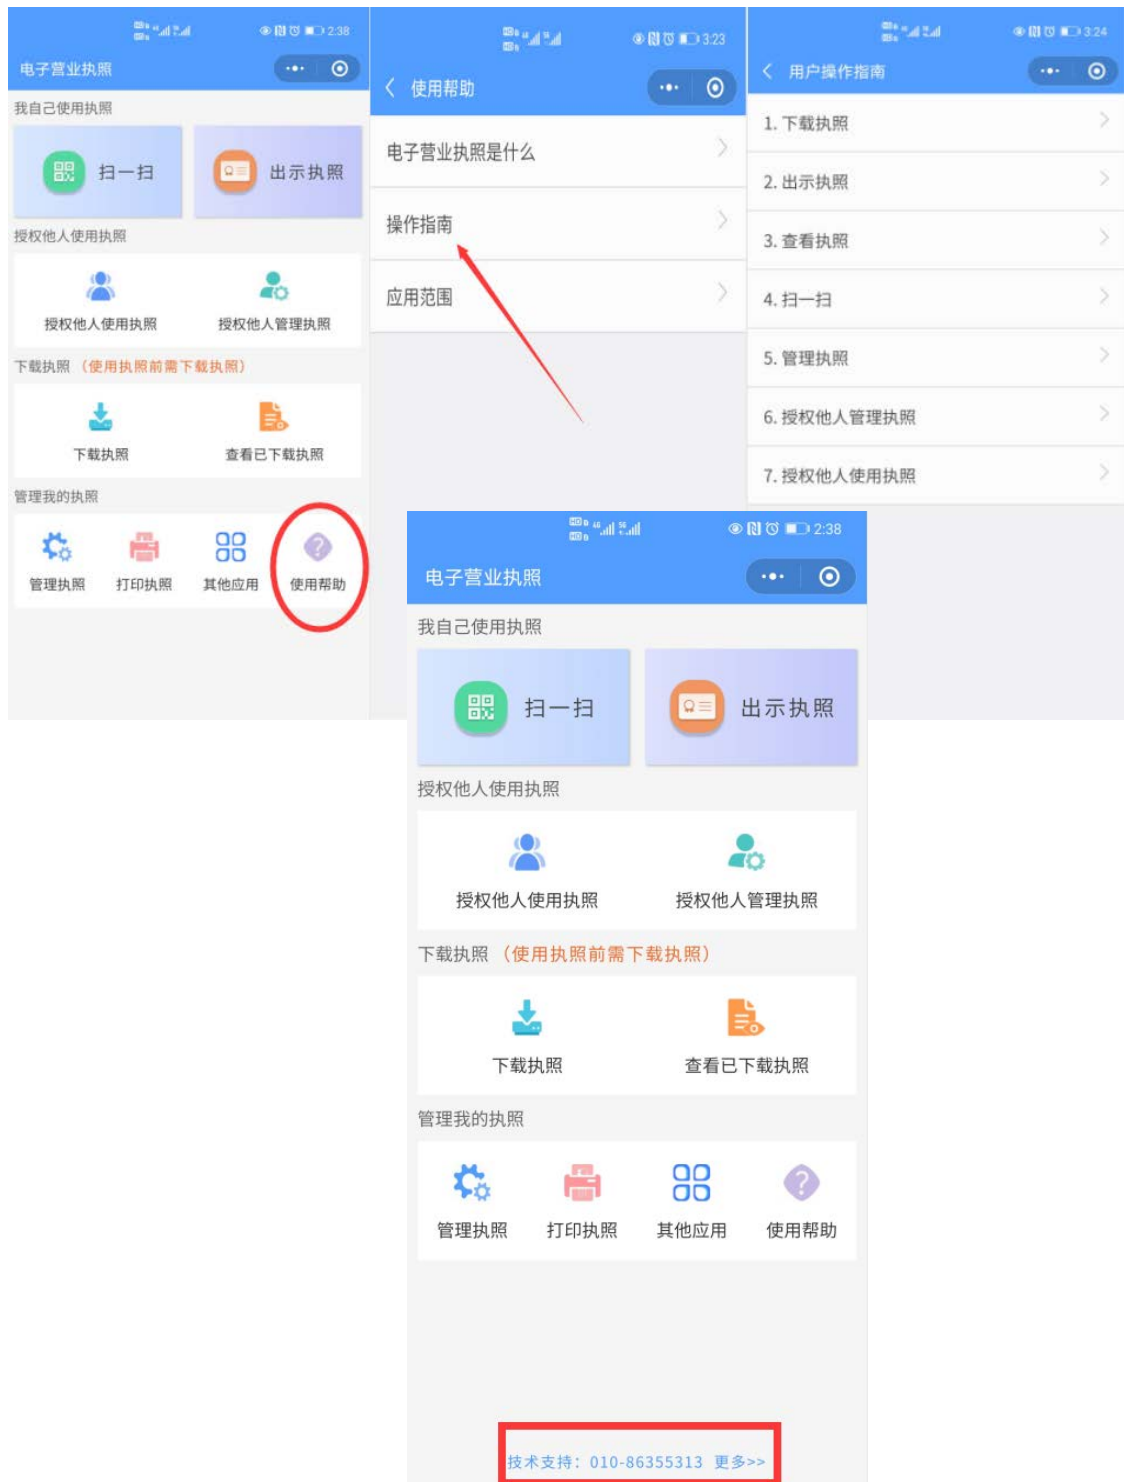 2:38
电子营业执照
我自己使用执照
扫一扫
出示执照
授权他人使用执照
授权他人使用执照
授权他人管理执照
下载执照（使用执照前需下载执照）
下载执照
查看已下载执照
管理我的执照
管理执照
打印执照
其他应用
使用帮助
3:23
使用帮助
电子营业执照是什么
操作指南
应用范围
3:24
用户操作指南
1. 下载执照
2. 出示执照
3. 查看执照
4. 扫一扫
5. 管理执照
6. 授权他人管理执照
7. 授权他人使用执照
2:38
电子营业执照
我自己使用执照
扫一扫
出示执照
授权他人使用执照
授权他人使用执照
授权他人管理执照
下载执照（使用执照前需下载执照）
下载执照
查看已下载执照
管理我的执照
管理执照
打印执照
其他应用
使用帮助
技术支持：010-86355313 更多>>